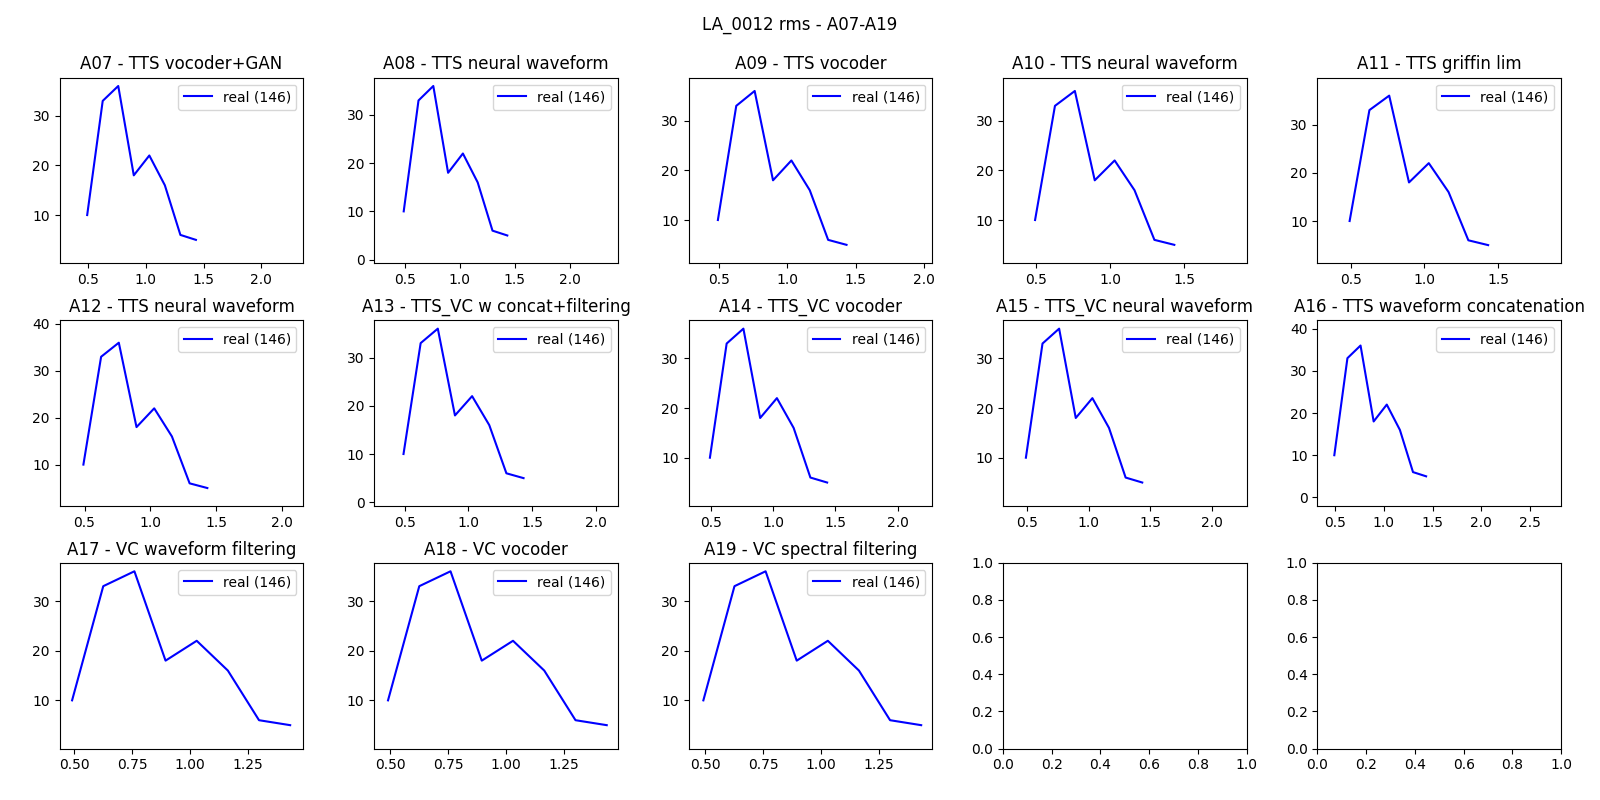 LA_0012 rms - A07-A19
A07 - TTS vocoder+GAN
real (146)
30
20
10
0.5 1.0 1.5 2.0
A08 - TTS neural waveform
real (146)
30
20
10
0
0.5 1.0 1.5 2.0
A09 - TTS vocoder
real (146)
30
20
10
0.5 1.0 1.5 2.0
A10 - TTS neural waveform
real (146)
30
20
10
0.5 1.0 1.5
A11 - TTS griffin lim
real (146)
30
20
10
0.5 1.0 1.5
A12 - TTS neural waveform
real (146)
40
30
20
10
0.5 1.0 1.5 2.0
A13 - TTS_VC w concat+filtering
real (146)
30
20
10
0
0.5 1.0 1.5 2.0
A14 - TTS_VC vocoder
real (146)
30
20
10
0.5 1.0 1.5 2.0
A15 - TTS_VC neural waveform
real (146)
30
20
10
0.5 1.0 1.5 2.0
A16 - TTS waveform concatenation
real (146)
40
30
20
10
0
0.5 1.0 1.5 2.0 2.5
A17 - VC waveform filtering
real (146)
30
20
10
0.50 0.75 1.00 1.25
A18 - VC vocoder
real (146)
30
20
10
0.50 0.75 1.00 1.25
A19 - VC spectral filtering
real (146)
30
20
10
0.50 0.75 1.00 1.25
1.0
0.8
0.6
0.4
0.2
0.0
0.0 0.2 0.4 0.6 0.8 1.0
1.0
0.8
0.6
0.4
0.2
0.0
0.0 0.2 0.4 0.6 0.8 1.0